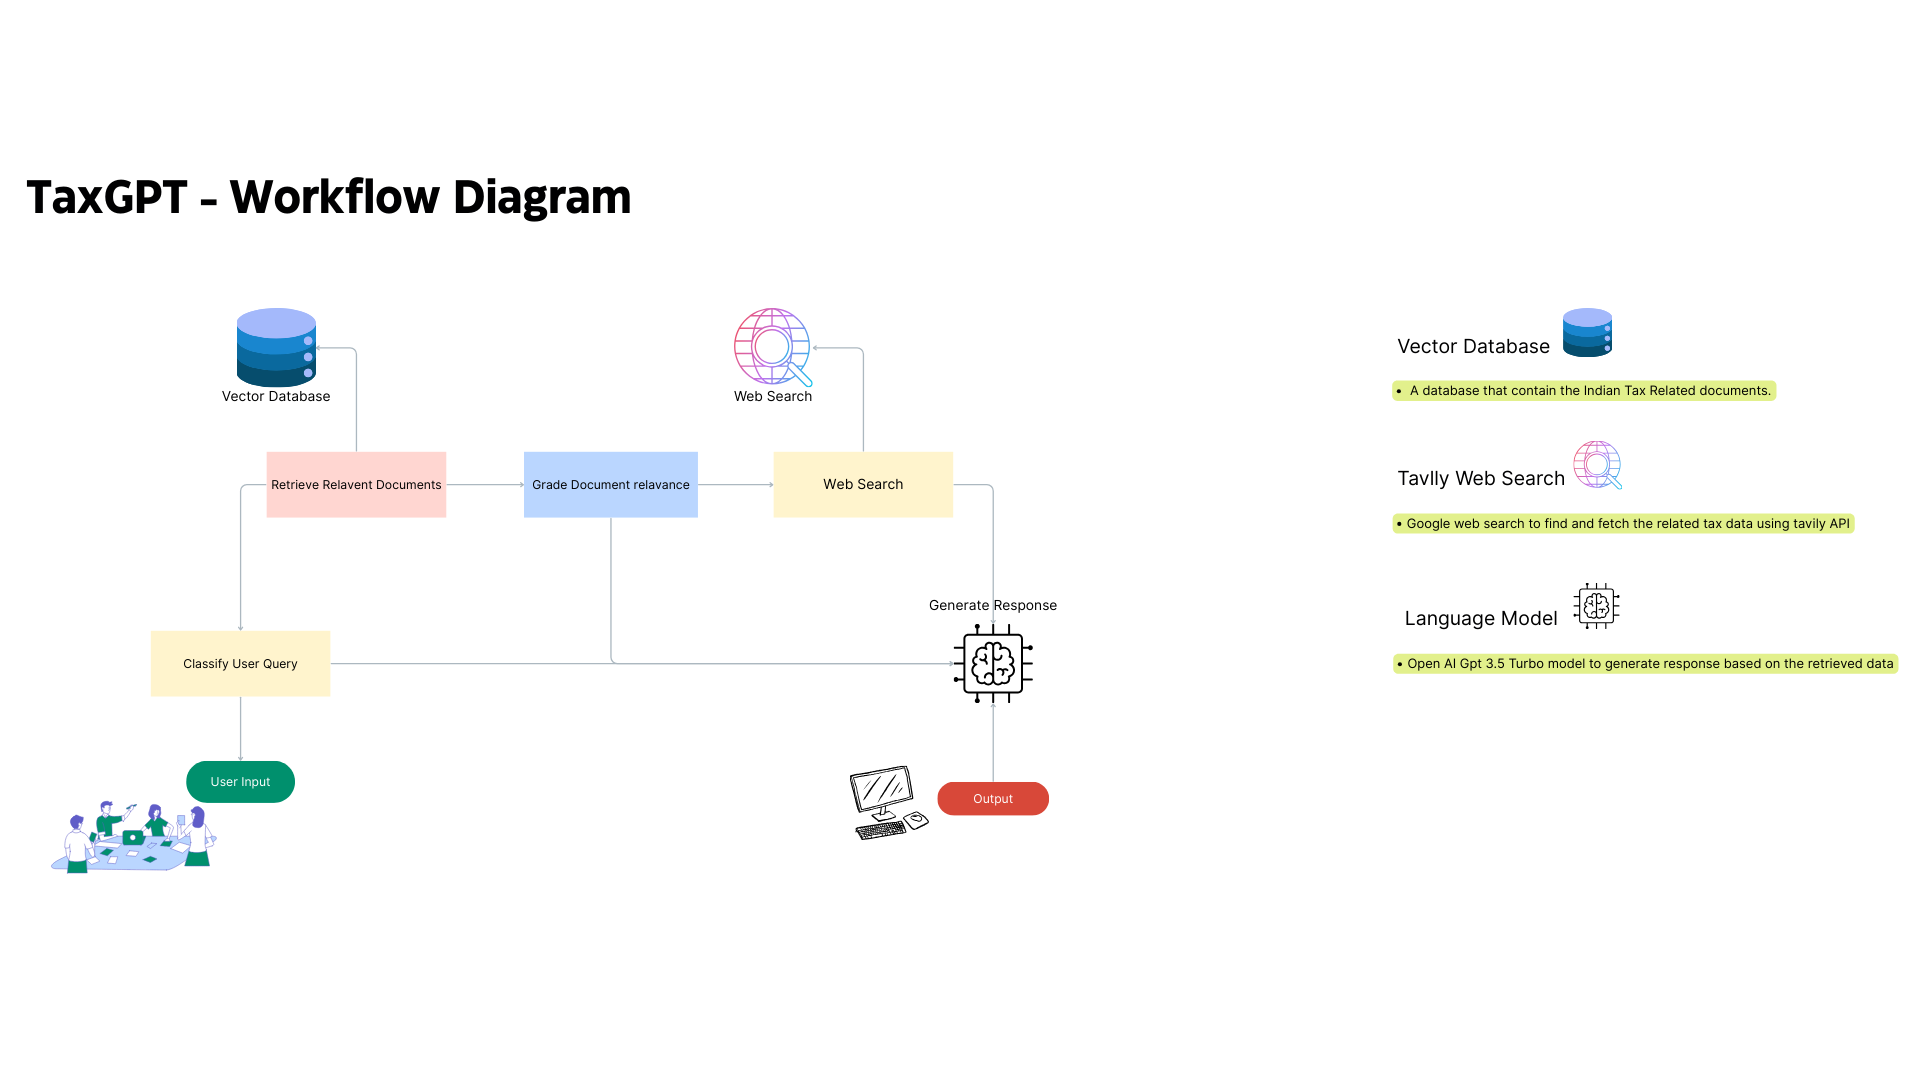 TaxGPT - Workflow Diagram
Vector Database
Web Search
Retrieve Relavent Documents
Grade Document relavance
Web Search
Generate Response
Classify User Query
User Input
Output
Vector Database
• A database that contain the Indian Tax Related documents.
Tavlly Web Search
• Google web search to find and fetch the related tax data using tavily API
Language Model
• Open AI Gpt 3.5 Turbo model to generate response based on the retrieved data